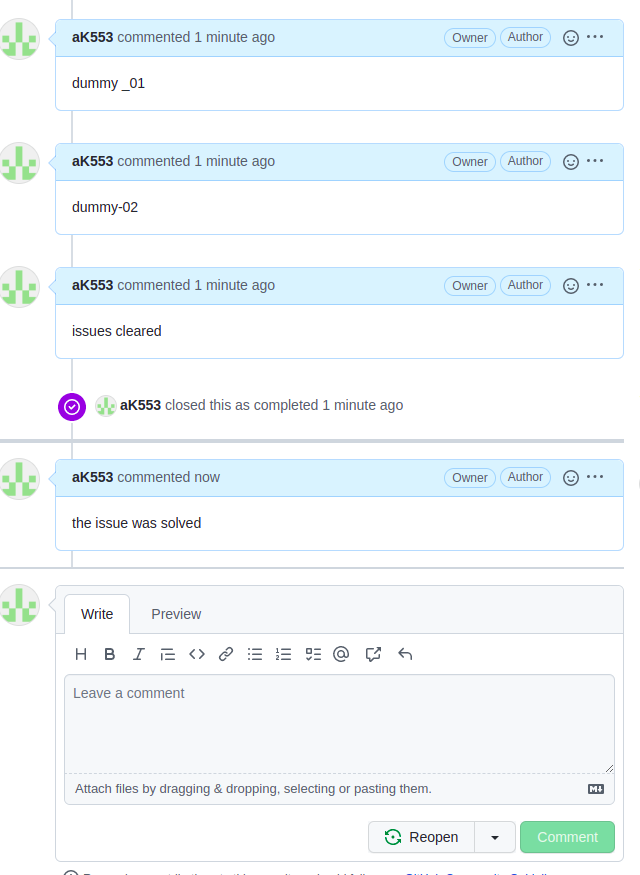 aK553 commented 1 minute ago Owner Author
dummy _01
aK553 commented 1 minute ago Owner Author
dummy-02
aK553 commented 1 minute ago Owner Author
issues cleared
aK553 closed this as completed 1 minute ago
aK553 commented now Owner Author
the issue was solved
Write Preview
Leave a comment
Attach files by dragging & dropping, selecting or pasting them.
Reopen Comment